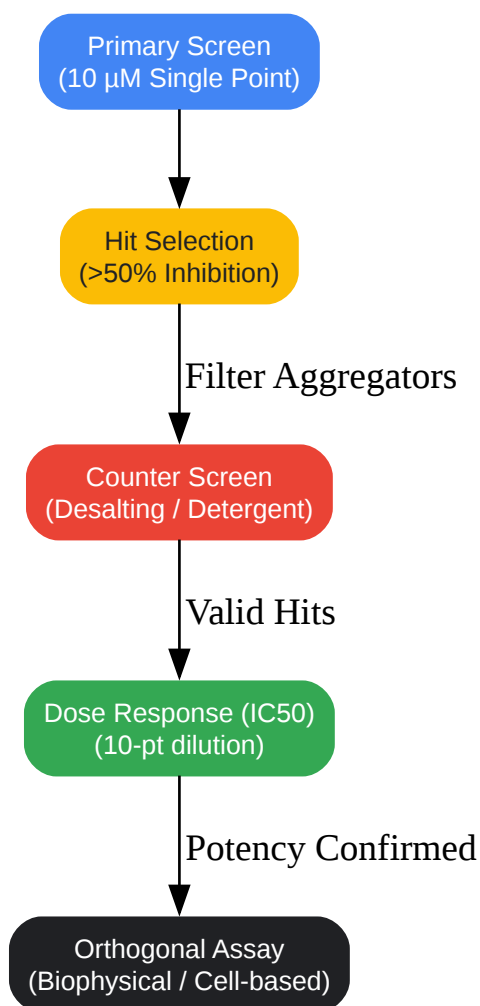 Primary Screen
(10 µM Single Point)
Hit Selection
(>50% Inhibition)
Filter Aggregators
Counter Screen
(Desalting / Detergent)
Valid Hits
Dose Response (IC50)
(10-pt dilution)
Potency Confirmed
Orthogonal Assay
(Biophysical / Cell-based)